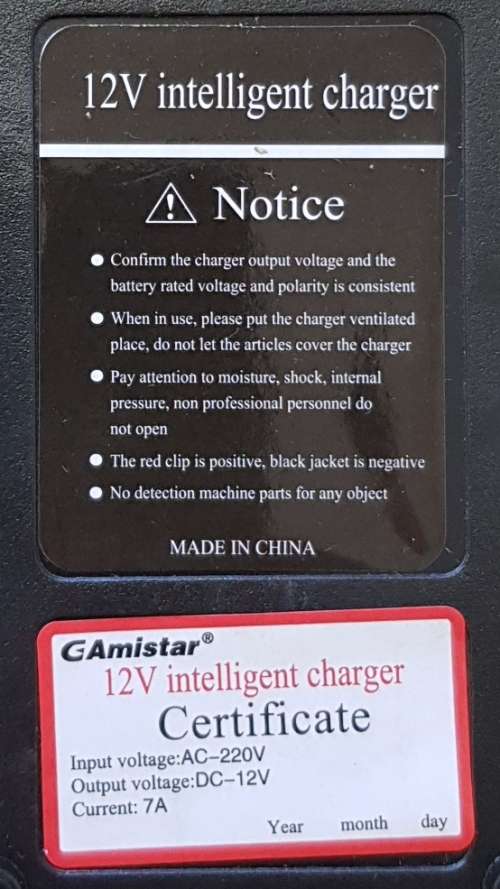 12V intelligent charger
Notice
● Confirm the charger output voltage and the
battery rated voltage and polarity is consistent
● When in use, please put the charger ventilated
place, do not let the articles cover the charger
● Pay attention to moisture, shock, internal
pressure, non professional personnel do
not open
● The red clip is positive, black jacket is negative
● No detection machine parts for any object
MADE IN CHINA
GAmistar®
12V intelligent charger
Certificate
Input voltage:AC-220V
Output voltage:DC-12V
Current: 7A
Year month day